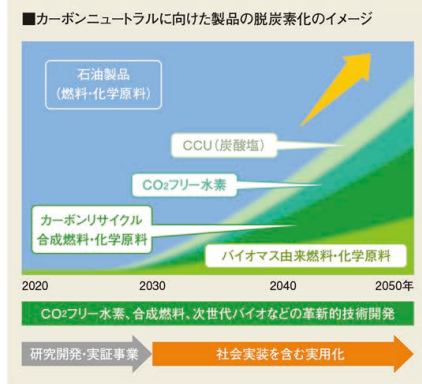 ■カーボンニュートラルに向けた製品の脱炭素化のイメージ
石油製品
(燃料・化学原料)
CCU(炭酸塩)
CO₂フリー水素
カーボンリサイクル
合成燃料・化学原料
バイオマス由来燃料・化学原料
2020 2030 2040 2050年
CO₂フリー水素、合成燃料、次世代バイオなどの革新的技術開発
研究開発・実証事業 社会実装を含む実用化